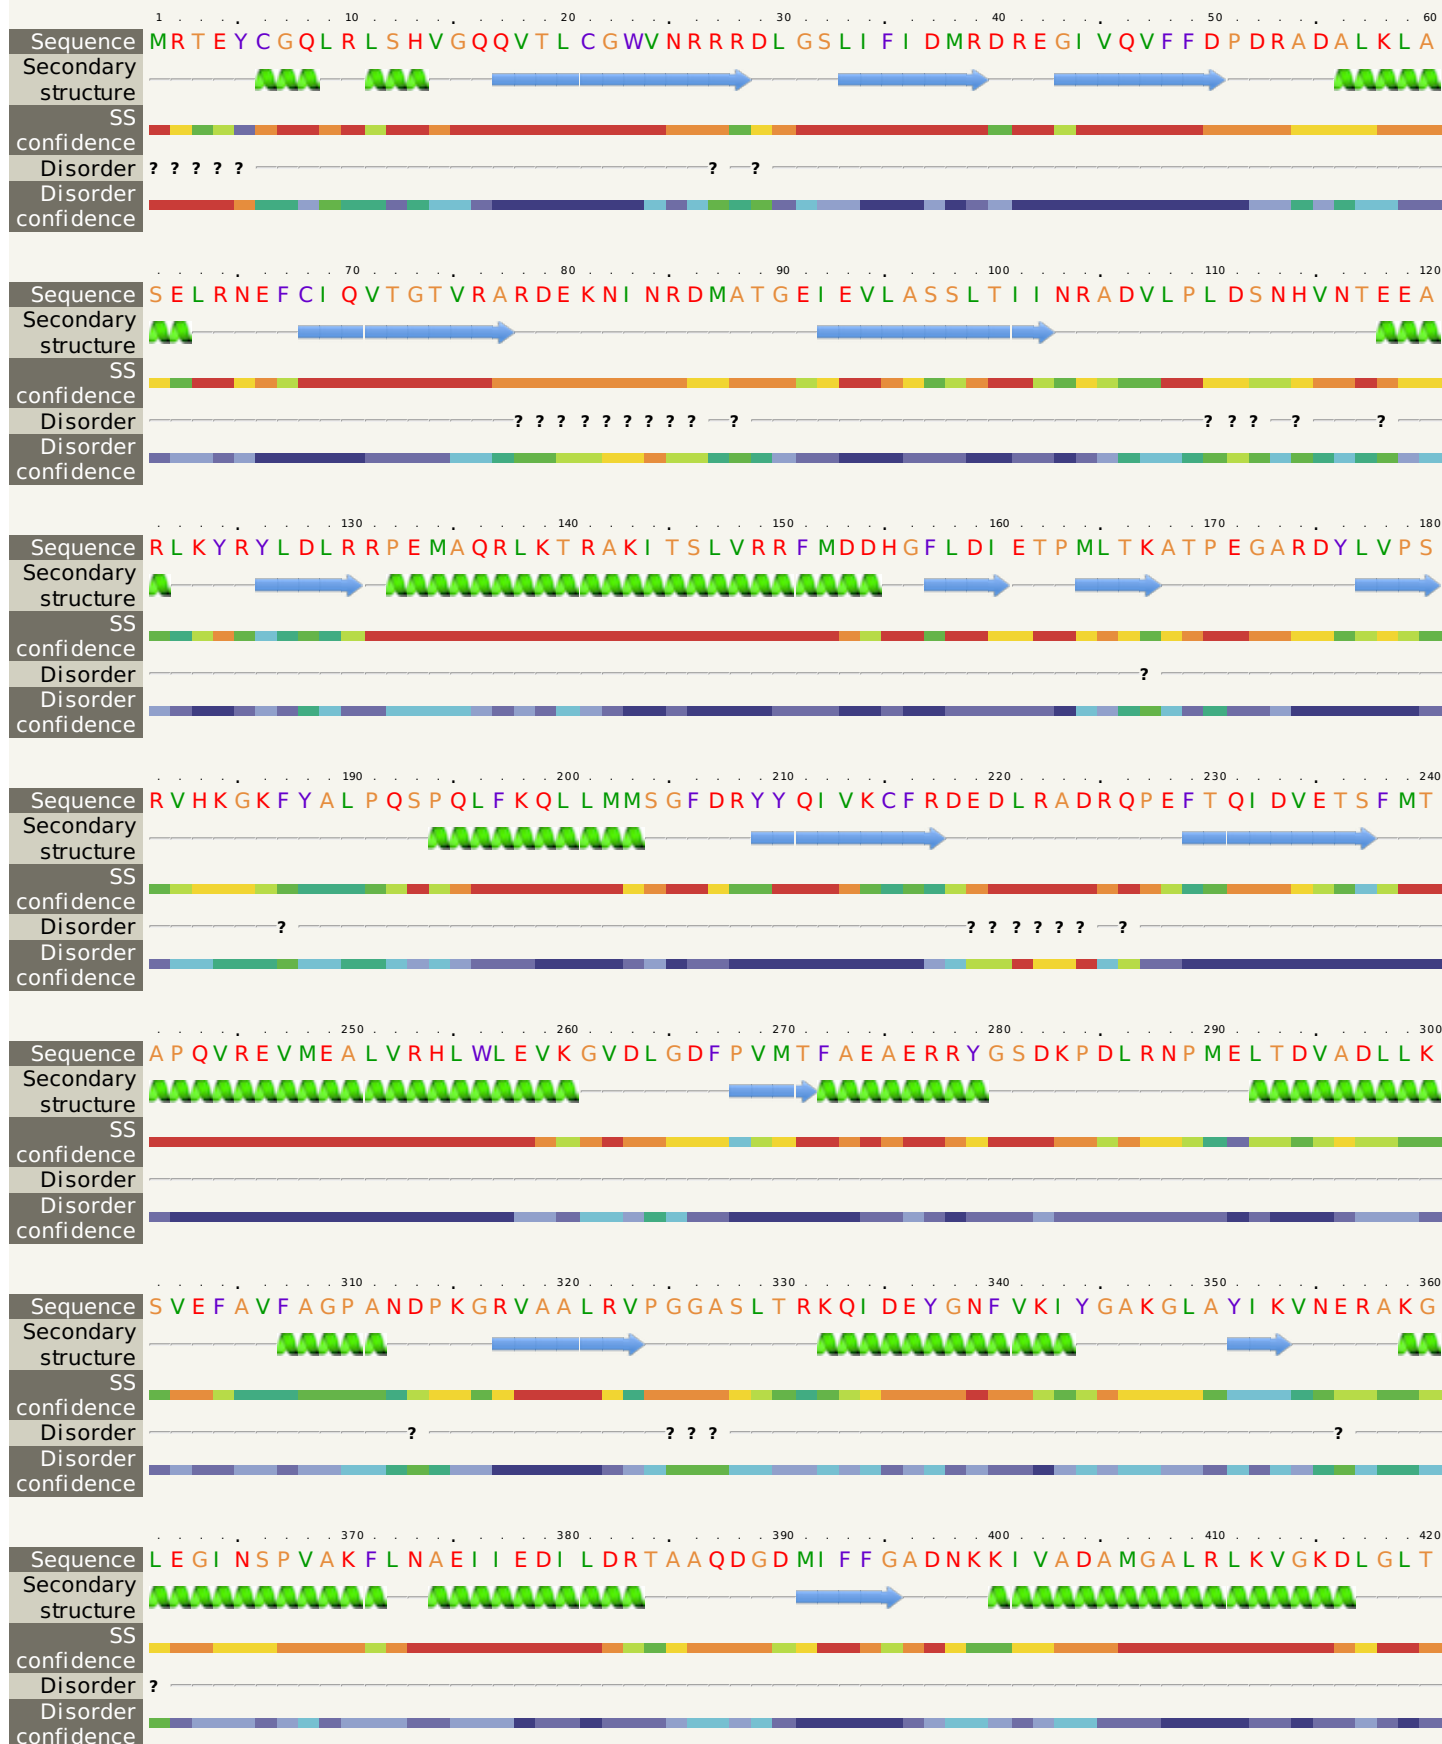 1 10 20 30 40 50 60
Sequence MRTEYCGQLRLSHVGQQVTLCGWVNRRRDLGSLIFIDMRDREGIVQVFFDPDRADALKLA
Secondary
structure
SS
confidence
Disorder ? ? ? ? ? ? ?
Disorder
confidence
70 80 90 100 110 120
Sequence SELRNEFCIQVTGTVRARDEKNINRDMATGEIEVLASSLTIINRADVLPLDSNHVNTEEA
Secondary
structure
SS
confidence
Disorder ? ? ? ? ? ? ? ? ? ? ? ? ? ? ?
Disorder
confidence
130 140 150 160 170 180
Sequence RLKYRYLDLRRPEMAQRLKTRAKITSLVRRFMDDHGFLDIETPMLTKATPEGARDYLVPS
Secondary
structure
SS
confidence
Disorder ?
Disorder
confidence
190 200 210 220 230 240
Sequence RVHKGKFYALPQSPQLFKQLLMMSGFDRYYQIVKCFRDEDLRADRQPEFTQIDVETSFMT
Secondary
structure
SS
confidence
Disorder ? ? ? ? ? ? ? ?
Disorder
confidence
250 260 270 280 290 300
Sequence APQVREVMEALVRHLWLEVKGVDLGDFPVMTFAEAERRYGSDKPDLRNPMELTDVADLLK
Secondary
structure
SS
confidence
Disorder
Disorder
confidence
310 320 330 340 350 360
Sequence SVEFAVFAGPANDPKGRVAALRVPGGASLTRKQIDEYGNFVKIYGAKGLAYIKVNERAKG
Secondary
structure
SS
confidence
Disorder ? ? ? ? ?
Disorder
confidence
370 380 390 400 410 420
Sequence LEGINSPVAKFLNAEIIEDILDRTAAQDGDMIFFGADNKKIVADAMGALRLKVGKDLGLT
Secondary
structure
SS
confidence
Disorder ?
Disorder
confidence